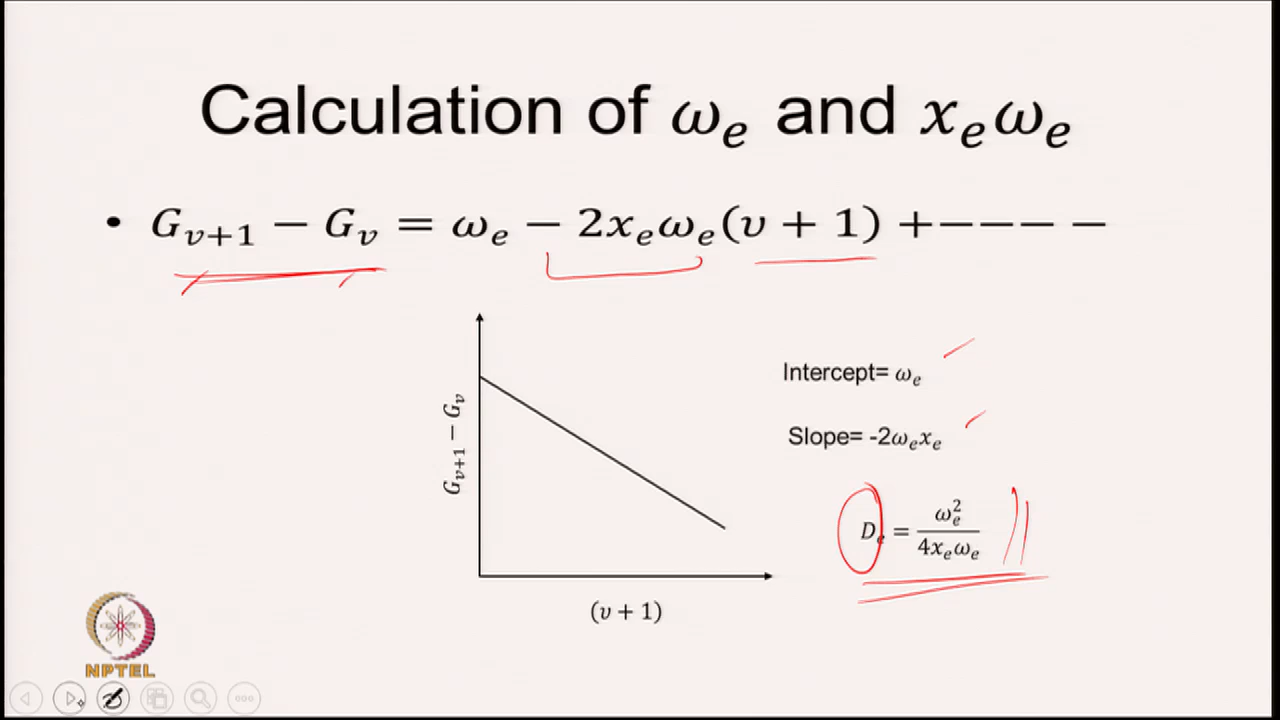 Calculation of ωₑ and xₑωₑ
• Gᵥ₊₁ − Gᵥ = ωₑ − 2xₑωₑ(υ + 1) +− − − −
Gᵥ₊₁ − Gᵥ
Intercept= ωₑ
Slope= -2ωₑxₑ
Dₑ = ωₑ² / 4xₑωₑ
(υ + 1)
NPTEL